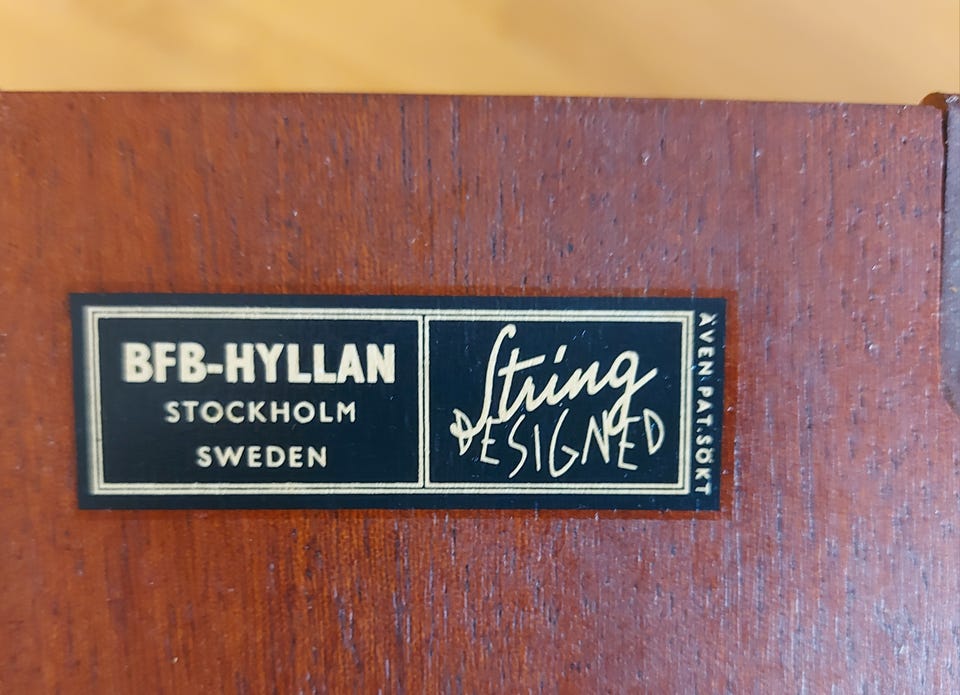 BFB-HYLLAN
STOCKHOLM
SWEDEN
String
DESIGNED
ÄVEN PAT. SÖKT